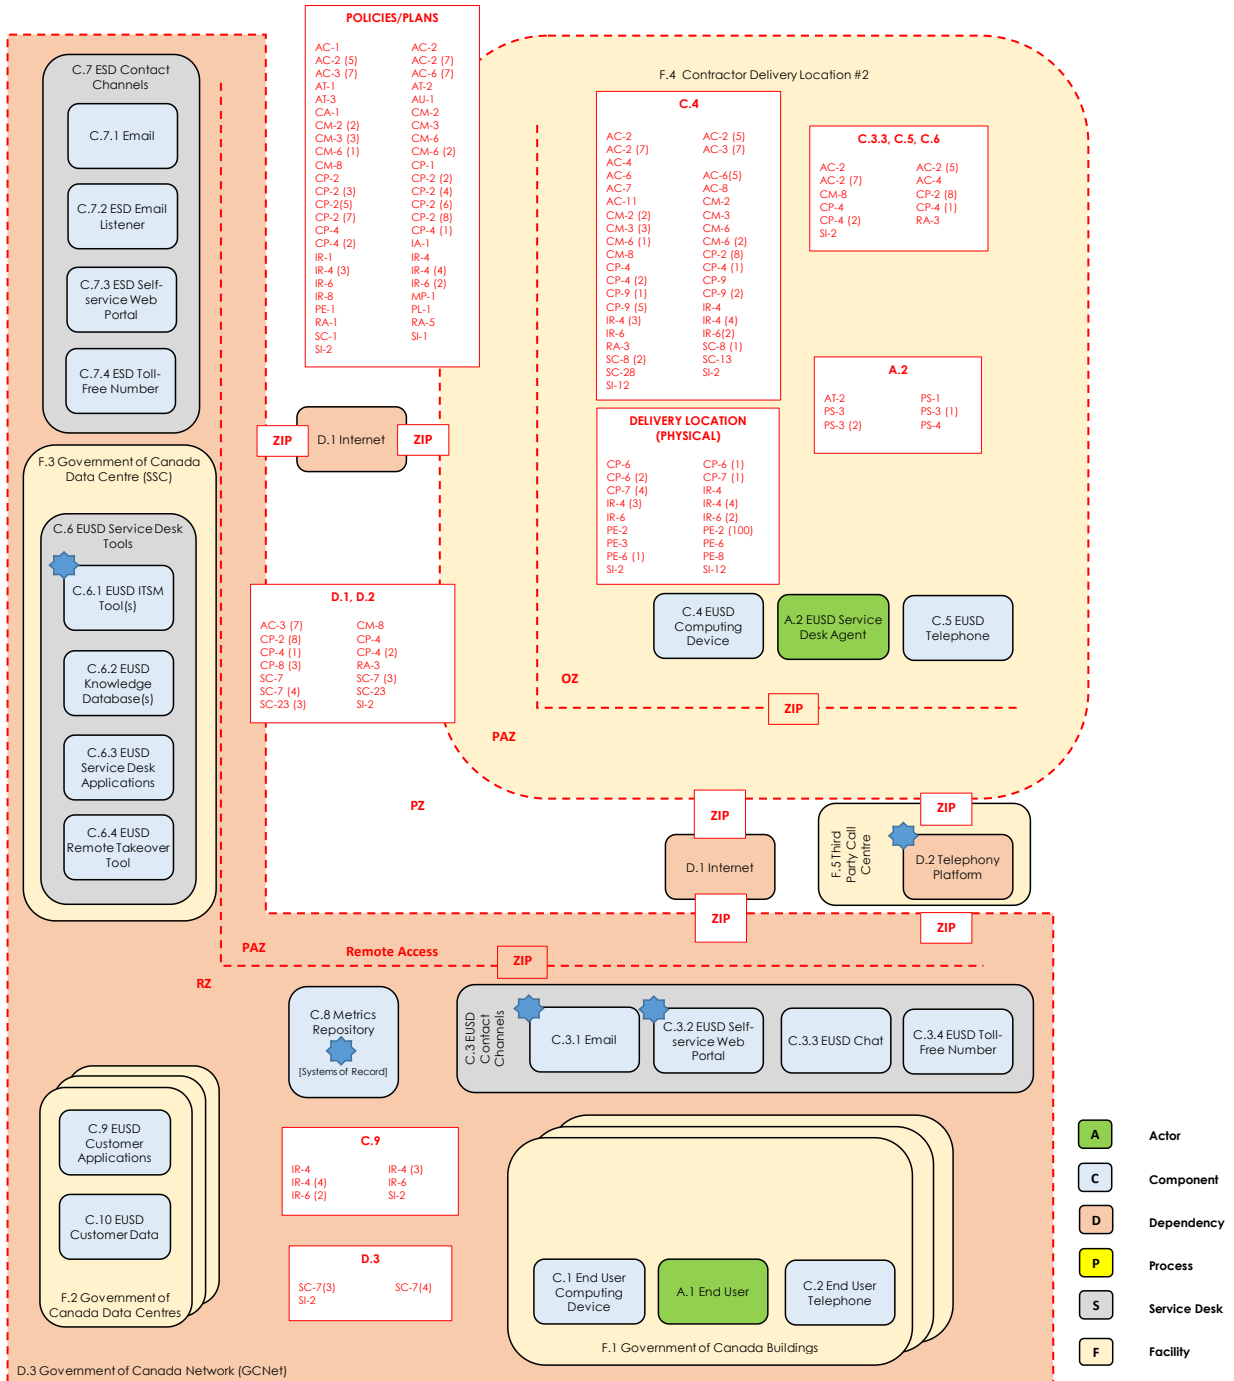 POLICIES/PLANS
AC-1 AC-2
AC-2 (5) AC-2 (7)
AC-3 (7) AC-6 (7)
AT-1 AT-2
AT-3 AU-1
CA-1 CM-2
CM-2 (2) CM-3
CM-3 (3) CM-6
CM-6 (1) CM-6 (2)
CM-8 CP-1
CP-2 CP-2 (2)
CP-2 (3) CP-2 (4)
CP-2(5) CP-2 (6)
CP-2 (7) CP-2 (8)
CP-4 CP-4 (1)
CP-4 (2) IA-1
IR-1 IR-4
IR-4 (3) IR-4 (4)
IR-6 IR-6 (2)
IR-8 MP-1
PE-1 PL-1
RA-1 RA-5
SC-1 SI-1
SI-2
C.7 ESD Contact
Channels
C.7.1 Email
C.7.2 ESD Email
Listener
C.7.3 ESD Self-
service Web
Portal
C.7.4 ESD Toll-
Free Number
F.4 Contractor Delivery Location #2
C.4
AC-2 AC-2 (5)
AC-2 (7) AC-3 (7)
AC-4
AC-6 AC-6(5)
AC-7 AC-8
AC-11 CM-2
CM-2 (2) CM-3
CM-3 (3) CM-6
CM-6 (1) CM-6 (2)
CM-8 CP-2 (8)
CP-4 CP-4 (1)
CP-4 (2) CP-9
CP-9 (1) CP-9 (2)
CP-9 (5) IR-4
IR-4 (3) IR-4 (4)
IR-6 IR-6(2)
RA-3 SC-8 (1)
SC-8 (2) SC-13
SC-28 SI-2
SI-12
C.3.3, C.5, C.6
AC-2 AC-2 (5)
AC-2 (7) AC-4
CM-8 CP-2 (8)
CP-4 CP-4 (1)
CP-4 (2) RA-3
SI-2
A.2
AT-2 PS-1
PS-3 PS-3 (1)
PS-3 (2) PS-4
ZIP
D.1 Internet
ZIP
DELIVERY LOCATION
(PHYSICAL)
CP-6 CP-6 (1)
CP-6 (2) CP-7 (1)
CP-7 (4) IR-4
IR-4 (3) IR-4 (4)
IR-6 IR-6 (2)
PE-2 PE-2 (100)
PE-3 PE-6
PE-6 (1) PE-8
SI-2 SI-12
F.3 Government of Canada
Data Centre (SSC)
C.6 EUSD Service Desk
Tools
C.6.1 EUSD ITSM
Tool(s)
C.6.2 EUSD
Knowledge
Database(s)
C.6.3 EUSD
Service Desk
Applications
C.6.4 EUSD
Remote Takeover
Tool
D.1, D.2
AC-3 (7) CM-8
CP-2 (8) CP-4
CP-4 (1) CP-4 (2)
CP-8 (3) RA-3
SC-7 SC-7 (3)
SC-7 (4) SC-23
SC-23 (3) SI-2
C.4 EUSD
Computing
Device
A.2 EUSD Service
Desk Agent
C.5 EUSD
Telephone
OZ
ZIP
PAZ
PZ
ZIP
D.1 Internet
ZIP
ZIP
F.5 Third
Party Call
Centre
D.2 Telephony
Platform
ZIP
PAZ
Remote Access
ZIP
RZ
C.8 Metrics
Repository
[Systems of Record]
C.3 EUSD
Contact
Channels
C.3.1 Email
C.3.2 EUSD Self-
service Web
Portal
C.3.3 EUSD Chat
C.3.4 EUSD Toll-
Free Number
C.9 EUSD
Customer
Applications
C.10 EUSD
Customer Data
F.2 Government of
Canada Data Centres
C.9
IR-4 IR-4 (3)
IR-4 (4) IR-6
IR-6 (2) SI-2
D.3
SC-7(3) SC-7(4)
SI-2
C.1 End User
Computing
Device
A.1 End User
C.2 End User
Telephone
F.1 Government of Canada Buildings
D.3 Government of Canada Network (GCNet)
A Actor
C Component
D Dependency
P Process
S Service Desk
F Facility